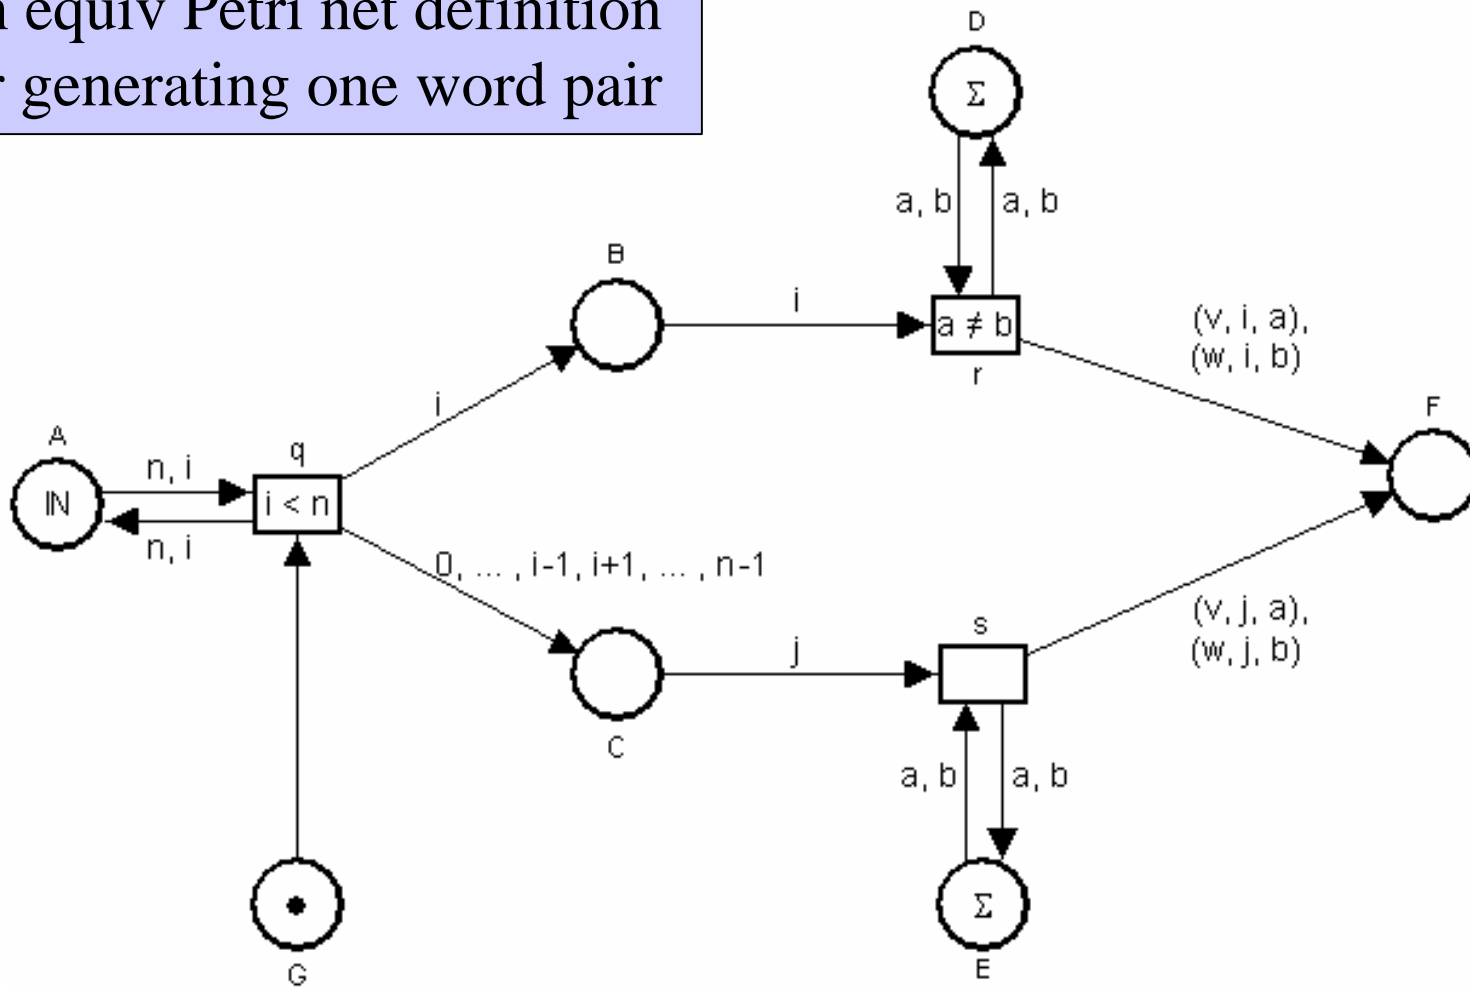 equiv Petri net definition
generating one word pair
D
Σ
a, b
a, b
B
i
a ≠ b
r
(v, i, a),
(w, i, b)
i
F
A
IN
n, i
n, i
q
i < n
0, ... , i-1, i+1, ... , n-1
C
j
s
(v, j, a),
(w, j, b)
a, b
a, b
Σ
E
G